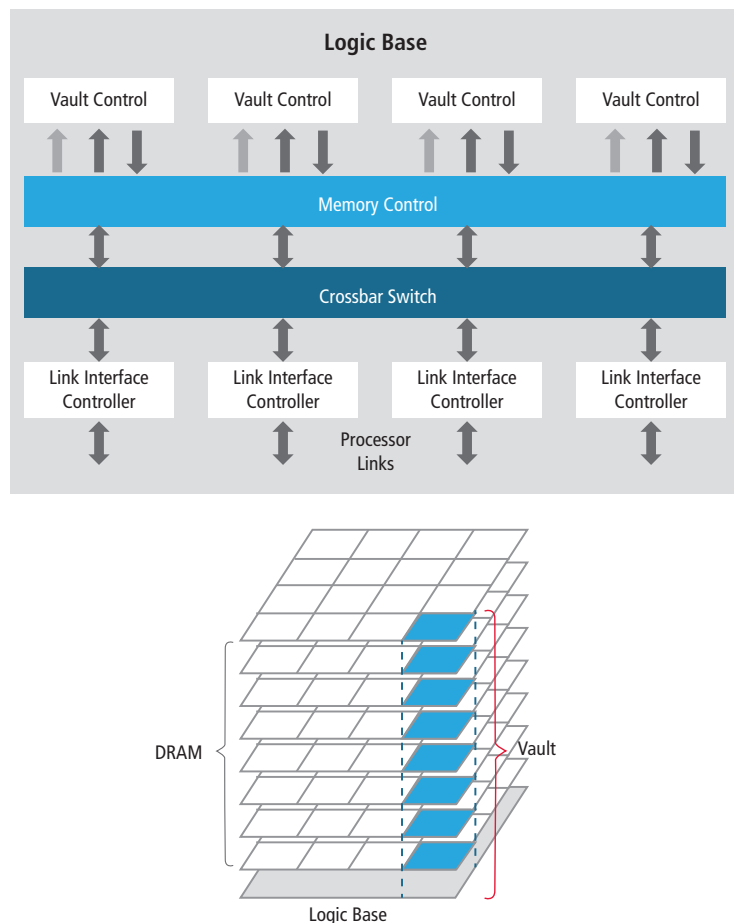 Logic Base
Vault Control
Vault Control
Vault Control
Vault Control
Memory Control
Crossbar Switch
Link Interface
Controller
Link Interface
Controller
Link Interface
Controller
Link Interface
Controller
Processor
Links
DRAM
Vault
Logic Base